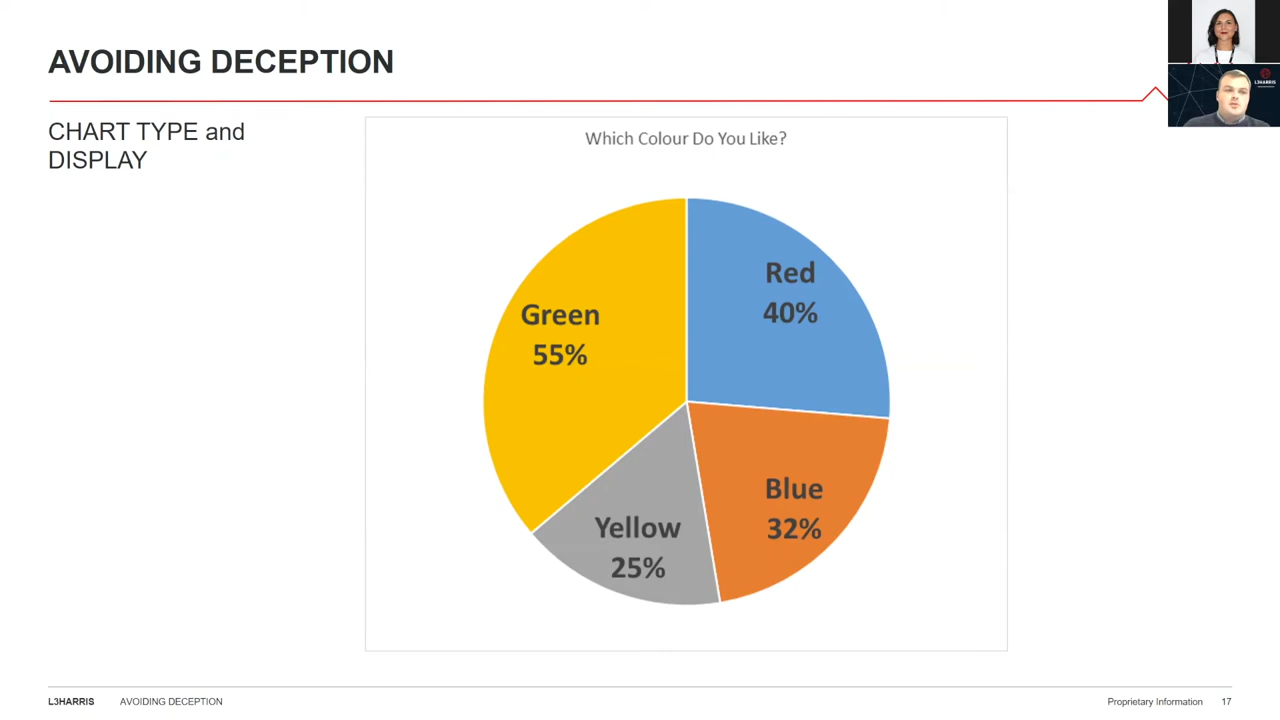 AVOIDING DECEPTION
L3HARRIS
CHART TYPE and
DISPLAY
Which Colour Do You Like?
Red
40%
Green
55%
Blue
32%
Yellow
25%
L3HARRIS AVOIDING DECEPTION Proprietary Information 17